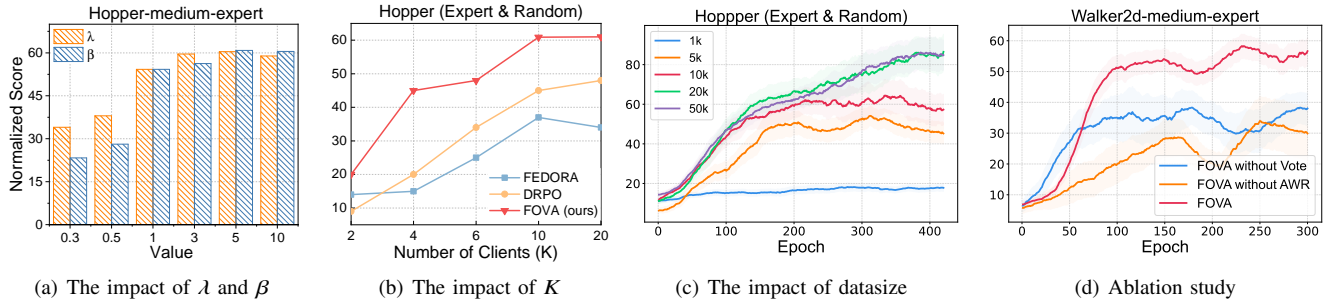 Hopper-medium-expert
Normalized Score
0
15
30
45
60
λ
β
0.3
0.5
1
3
5
10
Value
(a) The impact of λ and β
Hopper (Expert & Random)
10
20
30
40
50
60
FEDORA
DRPO
FOVA (ours)
2
4
6
10
20
Number of Clients (K)
(b) The impact of K
Hoppper (Expert & Random)
20
40
60
80
1k
5k
10k
20k
50k
0
100
200
300
400
Epoch
(c) The impact of datasize
Walker2d-medium-expert
10
20
30
40
50
60
FOVA without Vote
FOVA without AWR
FOVA
0
50
100
150
200
250
300
Epoch
(d) Ablation study